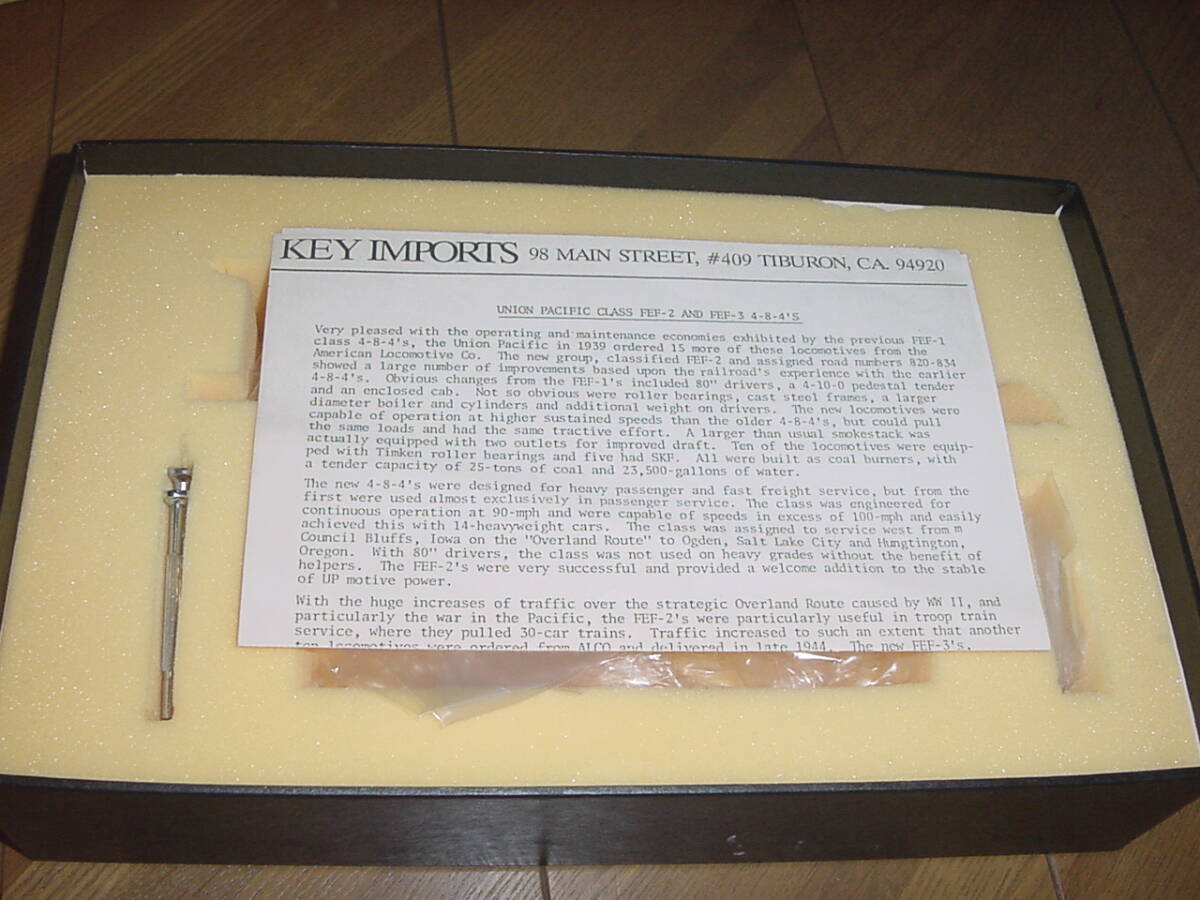 KEY IMPORTS 98 MAIN STREET, #409 TIBURON, CA. 94920
UNION PACIFIC CLASS FEF-2 AND FEF-3 4-8-4'S
Very pleased with the operating and maintenance economies exhibited by the previous FEF-1
class 4-8-4's, the Union Pacific in 1939 ordered 15 more of these locomotives from the
American Locomotive Co. The new group, classified FEF-2 and assigned road numbers 820-834
showed a large number of improvements based upon the railroad's experience with the earlier
4-8-4's. Obvious changes from the FEF-1's included 80" drivers, a 4-10-0 pedestal tender
and an enclosed cab. Not so obvious were roller bearings, cast steel frames, a larger
diameter boiler and cylinders and additional weight on drivers. The new locomotives were
capable of operation at higher sustained speeds than the older 4-8-4's, but could pull
the same loads and had the same tractive effort. A larger than usual smokestack was
actually equipped with two outlets for improved draft. Ten of the locomotives were equip-
ped with Timken roller bearings and five had SKF. All were built as coal burners, with
a tender capacity of 25-tons of coal and 23,500-gallons of water.
The new 4-8-4's were designed for heavy passenger and fast freight service, but from the
first were used almost exclusively in passenger service. The class was engineered for
continuous operation at 90-mph and were capable of speeds in excess of 100-mph and easily
achieved this with 14-heavyweight cars. The class was assigned to service west from m
Council Bluffs, Iowa on the "Overland Route" to Ogden, Salt Lake City and Hungtington,
Oregon. With 80" drivers, the class was not used on heavy grades without the benefit of
helpers. The FEF-2's were very successful and provided a welcome addition to the stable
of UP motive power.
With the huge increases of traffic over the strategic Overland Route caused by WW II, and
particularly the war in the Pacific, the FEF-2's were particularly useful in troop train
service, where they pulled 30-car trains. Traffic increased to such an extent that another
ten locomotives were ordered from ALCO and delivered in late 1944. The new FEF-3's,